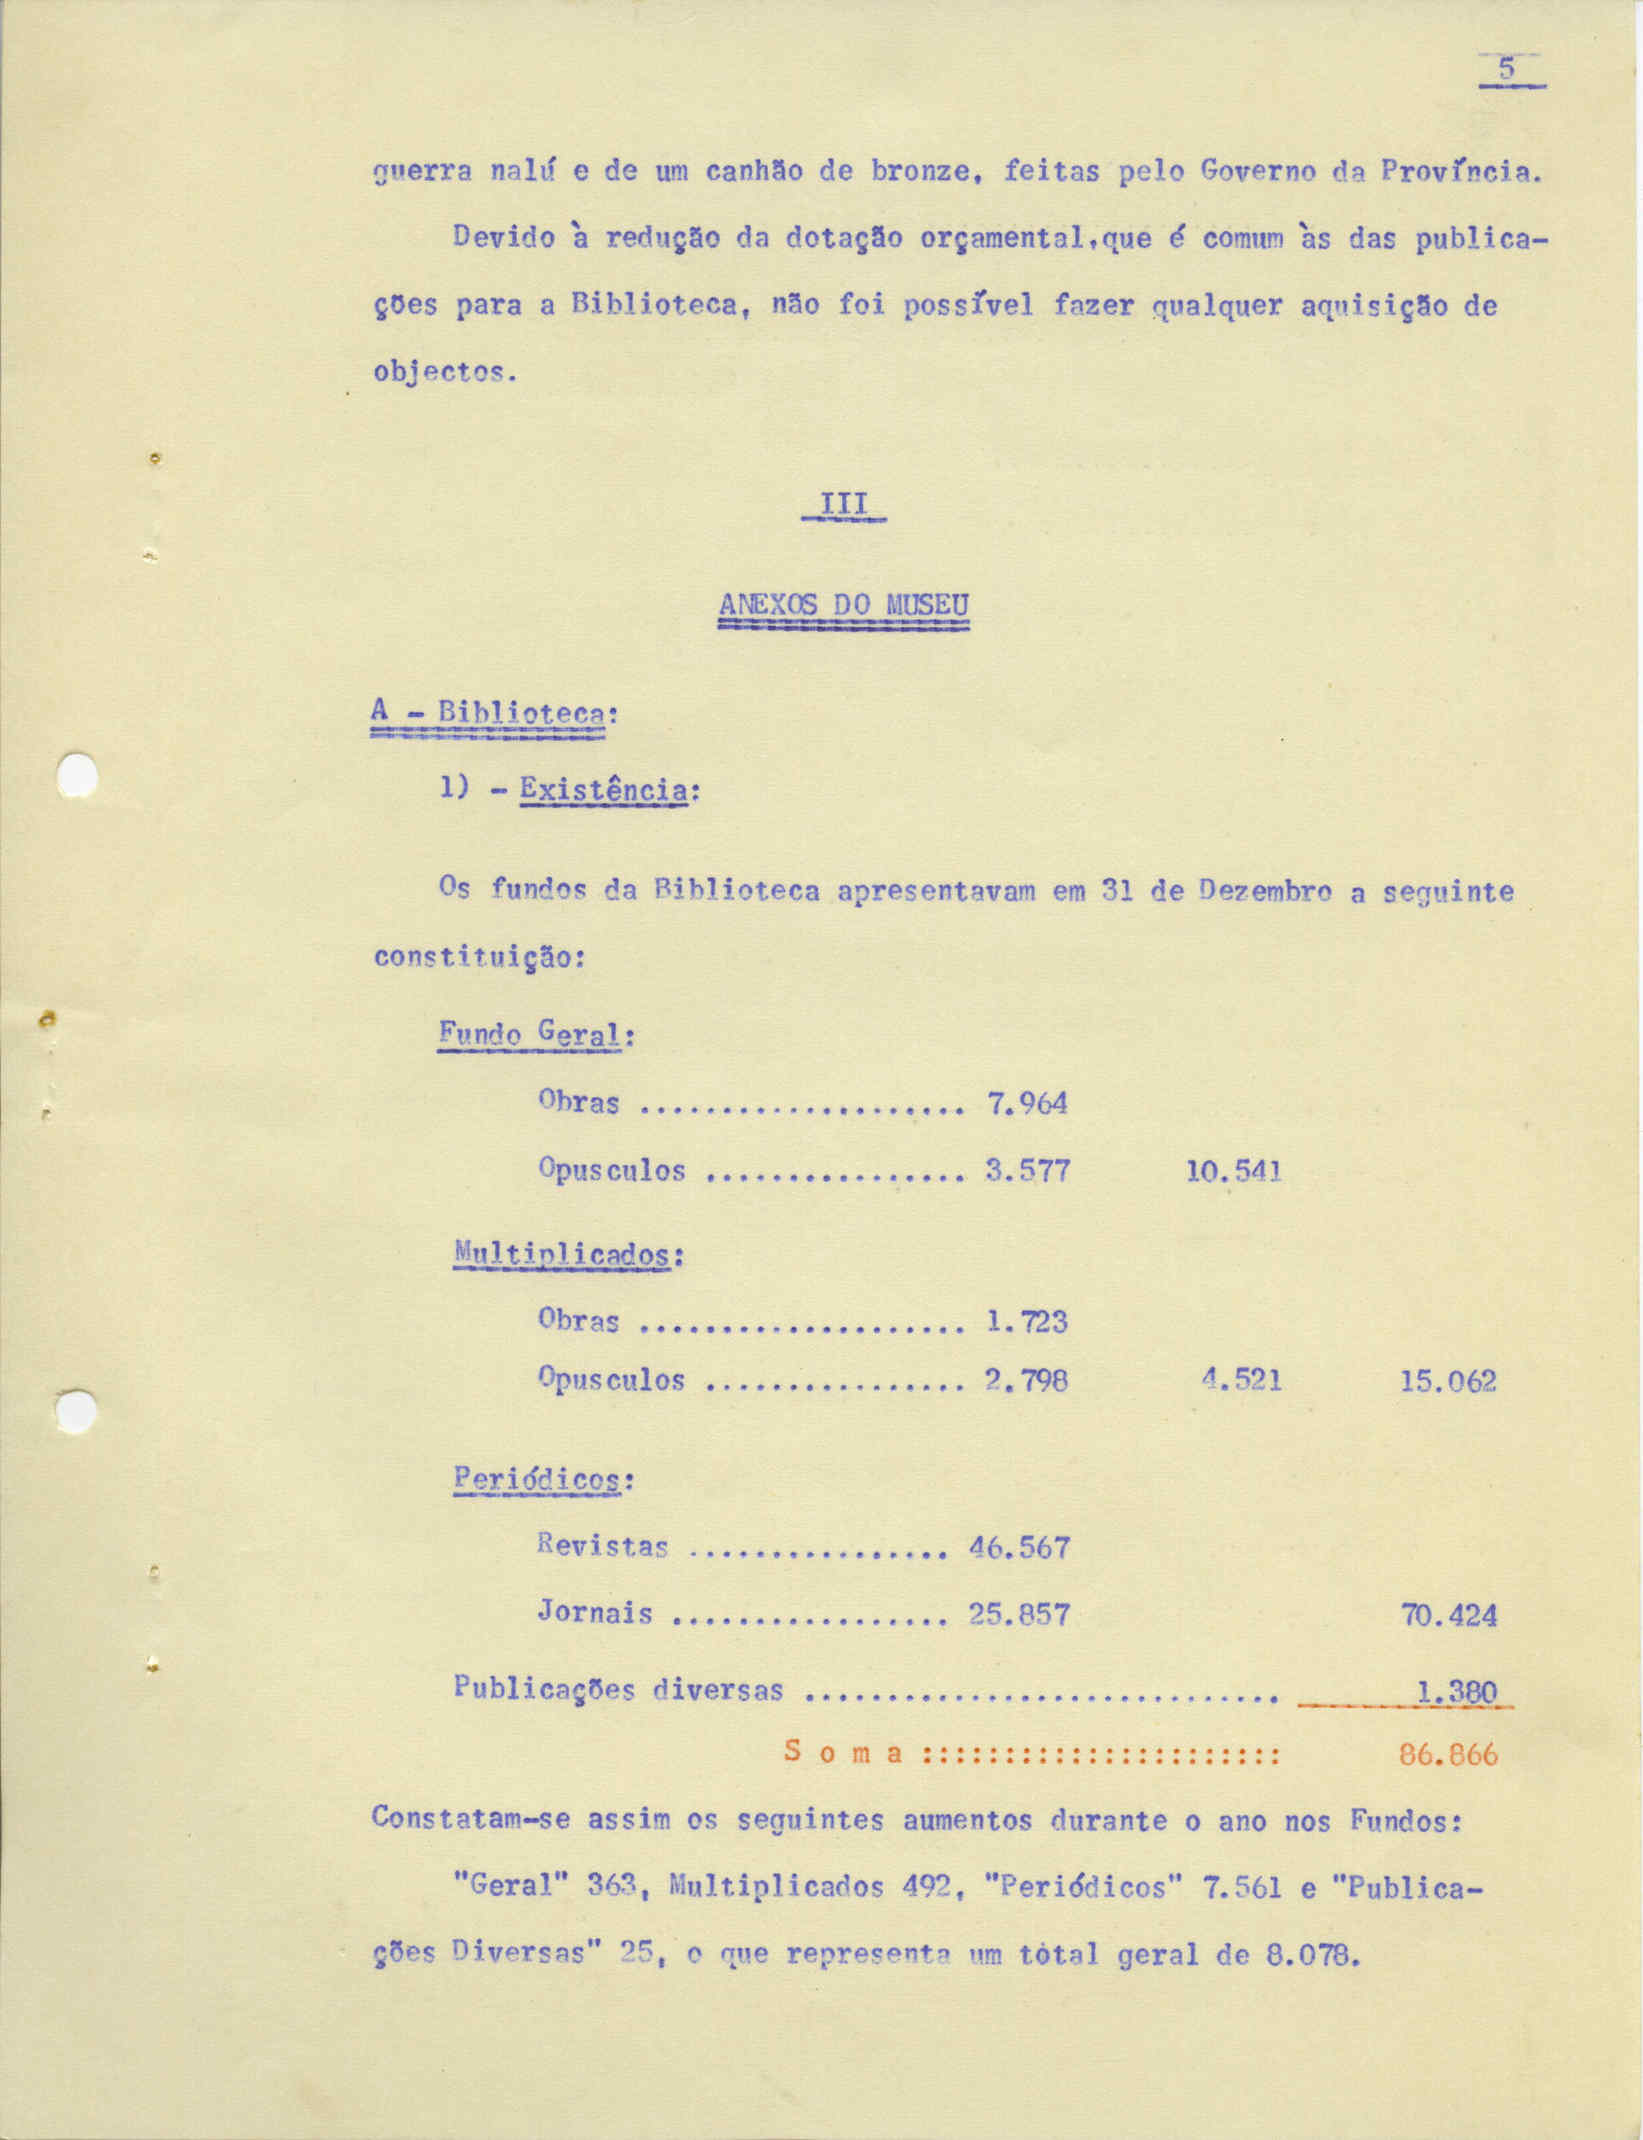 5
guerra nalú e de um canhão de bronze, feitas pelo Governo da Província.
Devido à redução da dotação orçamental,que é comum às das publica-
ções para a Biblioteca, não foi possível fazer qualquer aquisição de
objectos.
III
ANEXOS DO MUSEU
A - Biblioteca:
1) - Existência:
Os fundos da Biblioteca apresentavam em 31 de Dezembro a seguinte
constituição:
Fundo Geral:
Obras .................... 7.964
Opusculos ................ 3.577 10.541
Multiplicados:
Obras .................... 1.723
Opusculos ................ 2.798 4.521 15.062
Periódicos:
Revistas ................ 46.567
Jornais ................. 25.857 70.424
Publicações diversas ............................. 1.380
S o m a :::::::::::::::::::::: 86.866
Constatam-se assim os seguintes aumentos durante o ano nos Fundos:
"Geral" 363, Multiplicados 492, "Periódicos" 7.561 e "Publica-
ções Diversas" 25, o que representa um total geral de 8.078.